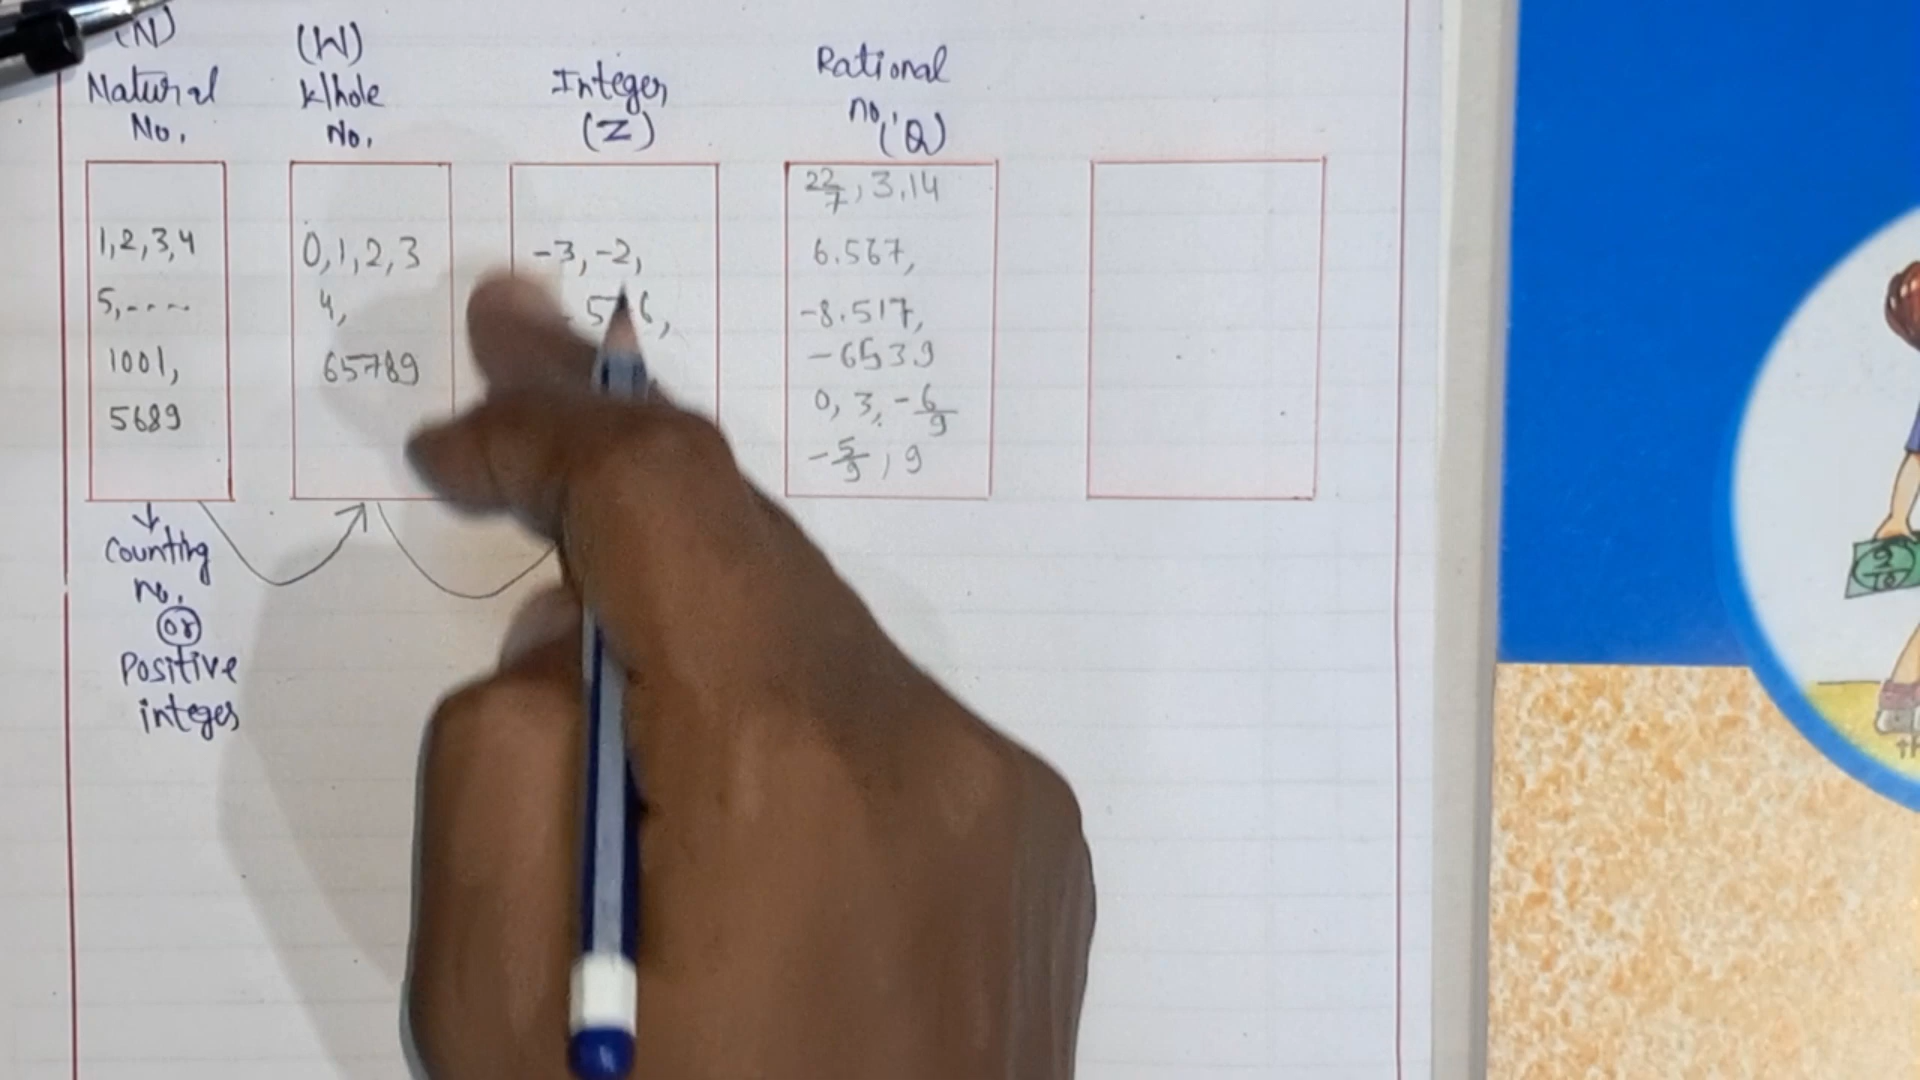 (N)
Natural
No.
1,2,3,4
5,----
1001,
5689
Counting
no.
or
Positive
integes
(W)
Whole
No.
0,1,2,3
4,
65789
Integer
(Z)
-3,-2,
Rational
no.
(Q)
22/7, 3.14
6.567,
-8.517,
-6539
0, 3, -6/9
-5/9, 9
9/10